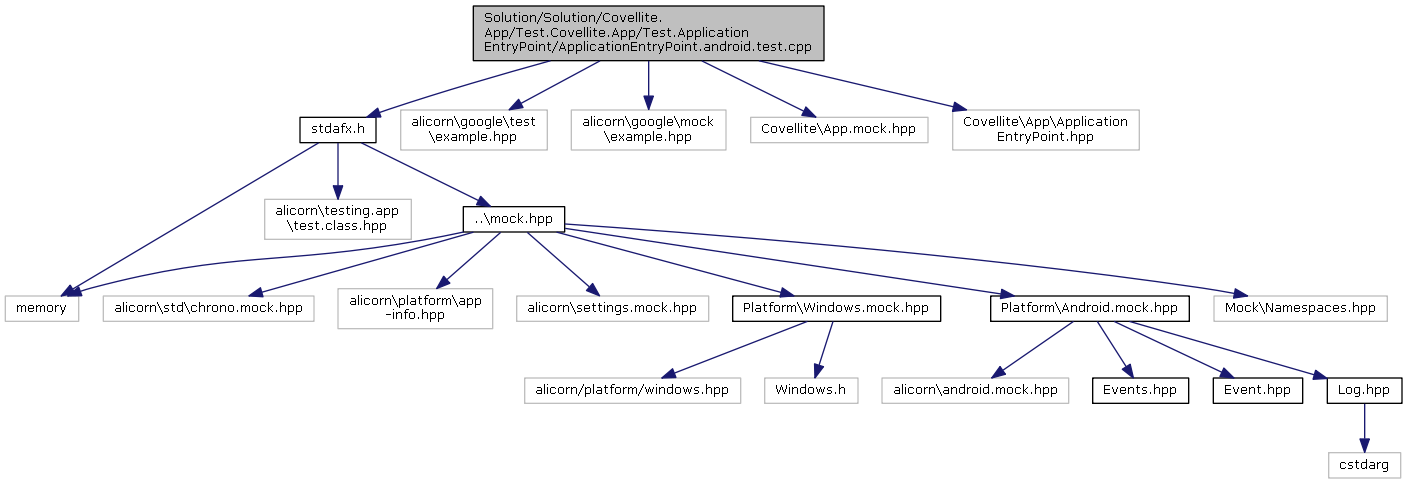 Solution/Solution/Covellite.
App/Test.Covellite.App/Test.Application
EntryPoint/ApplicationEntryPoint.android.test.cpp
stdafx.h
alicorn\google\test
\example.hpp
alicorn\google\mock
\example.hpp
Covellite\App.mock.hpp
Covellite\App\Application
EntryPoint.hpp
alicorn\testing.app
\test.class.hpp
..\mock.hpp
memory
alicorn\std\chrono.mock.hpp
alicorn\platform\app
-info.hpp
alicorn\settings.mock.hpp
Platform\Windows.mock.hpp
Platform\Android.mock.hpp
Mock\Namespaces.hpp
alicorn/platform/windows.hpp
Windows.h
alicorn\android.mock.hpp
Events.hpp
Event.hpp
Log.hpp
cstdarg